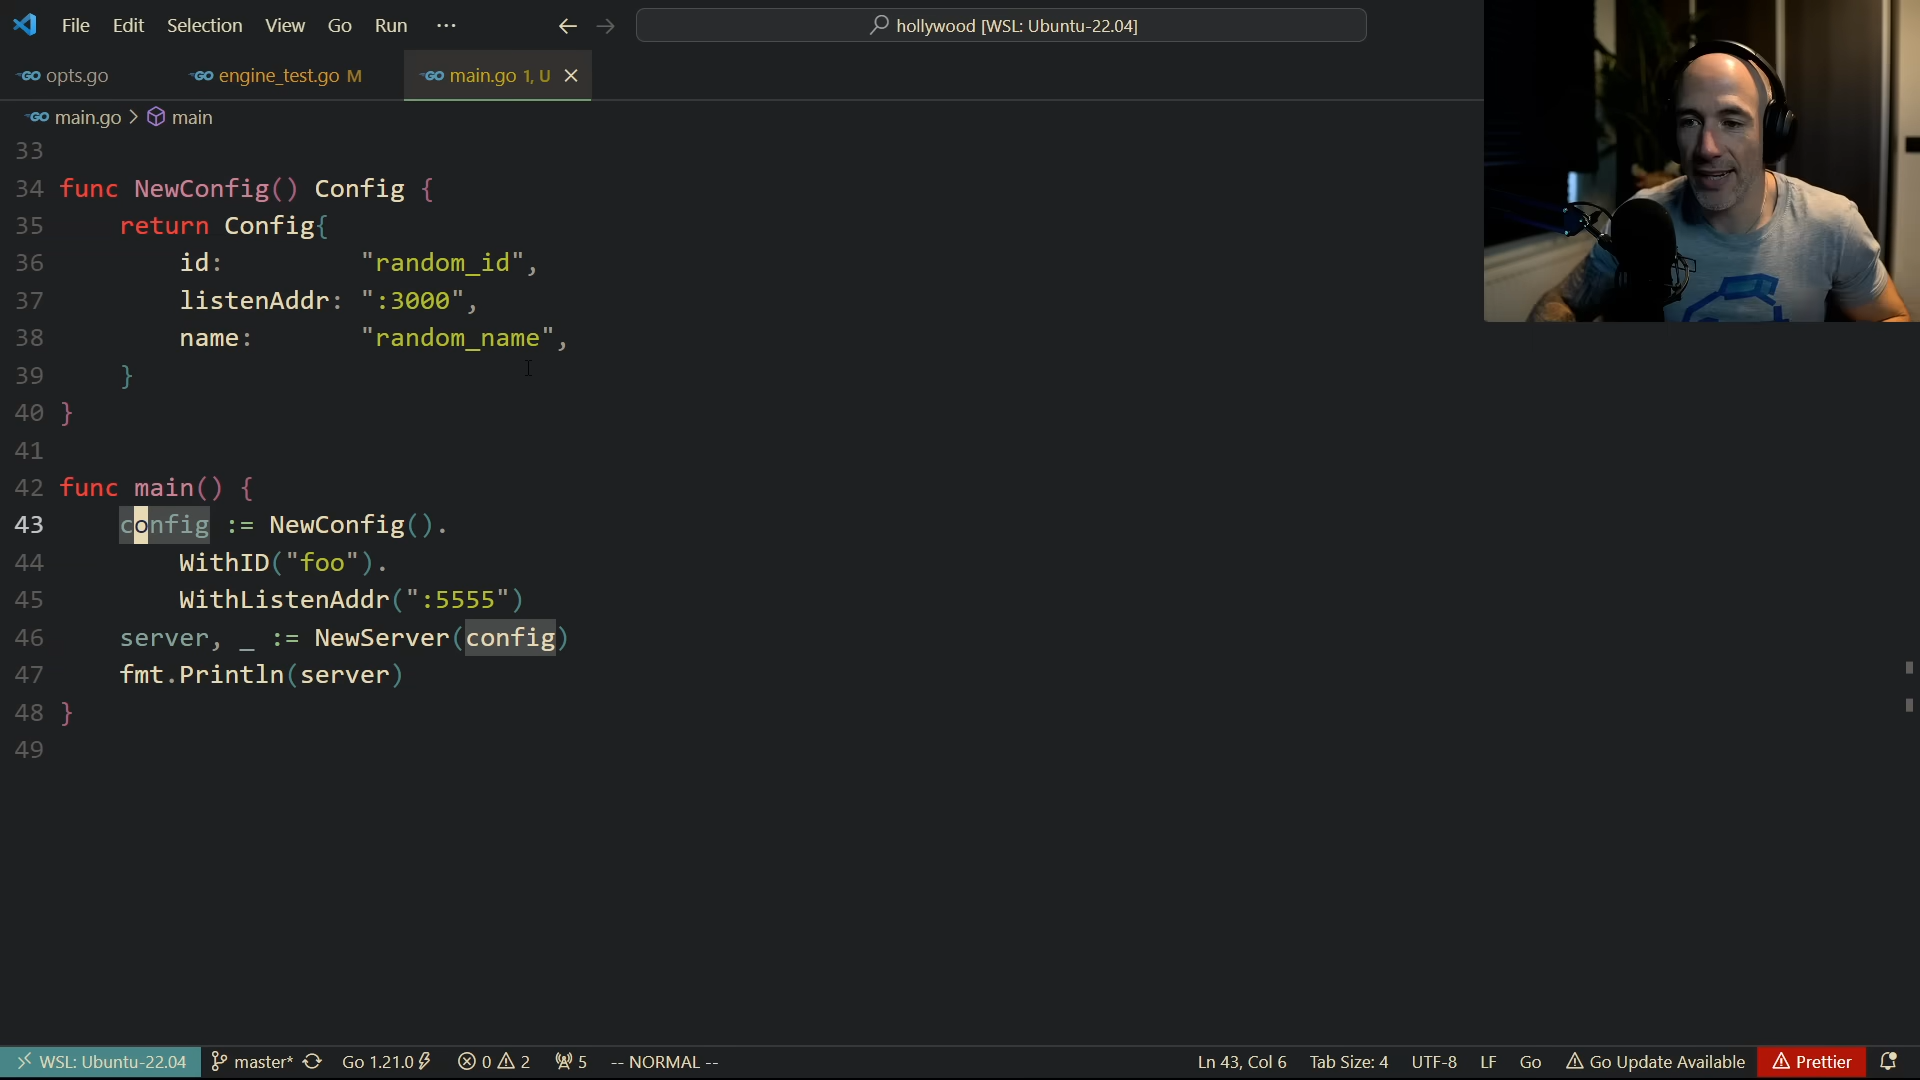 File Edit Selection View Go Run ··· hollywood [WSL: Ubuntu-22.04]
GO opts.go GO engine_test.go M GO main.go 1, U
GO main.go > main
33
34 func NewConfig() Config {
35     return Config{
36         id:         "random_id",
37         listenAddr: ":3000",
38         name:       "random_name",
39     }
40 }
41
42 func main() {
43     config := NewConfig().
44         WithID("foo").
45         WithListenAddr(":5555")
46     server, _ := NewServer(config)
47     fmt.Println(server)
48 }
49
WSL: Ubuntu-22.04 master* Go 1.21.0 0 2 5 -- NORMAL -- Ln 43, Col 6 Tab Size: 4 UTF-8 LF Go Go Update Available Prettier